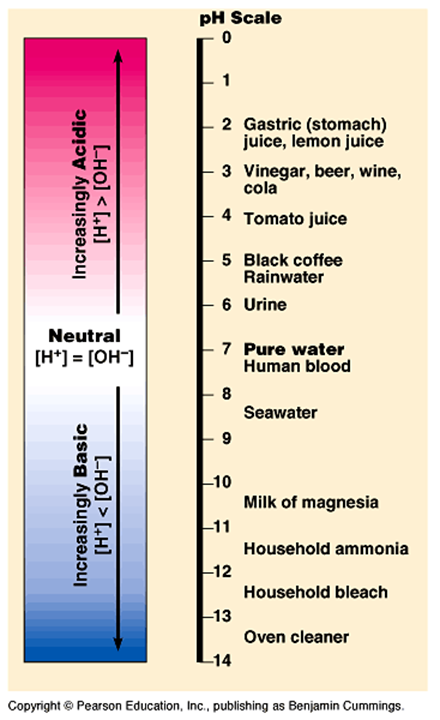 pH Scale
0
1
2 Gastric (stomach)
juice, lemon juice
3 Vinegar, beer, wine,
cola
4 Tomato juice
5 Black coffee
Rainwater
6 Urine
7 Pure water
Human blood
8
Seawater
9
10
Milk of magnesia
11
Household ammonia
12
Household bleach
13
Oven cleaner
14
Increasingly Acidic
[H⁺] > [OH⁻]
Neutral
[H⁺] = [OH⁻]
Increasingly Basic
[H⁺] < [OH⁻]
Copyright © Pearson Education, Inc., publishing as Benjamin Cummings.